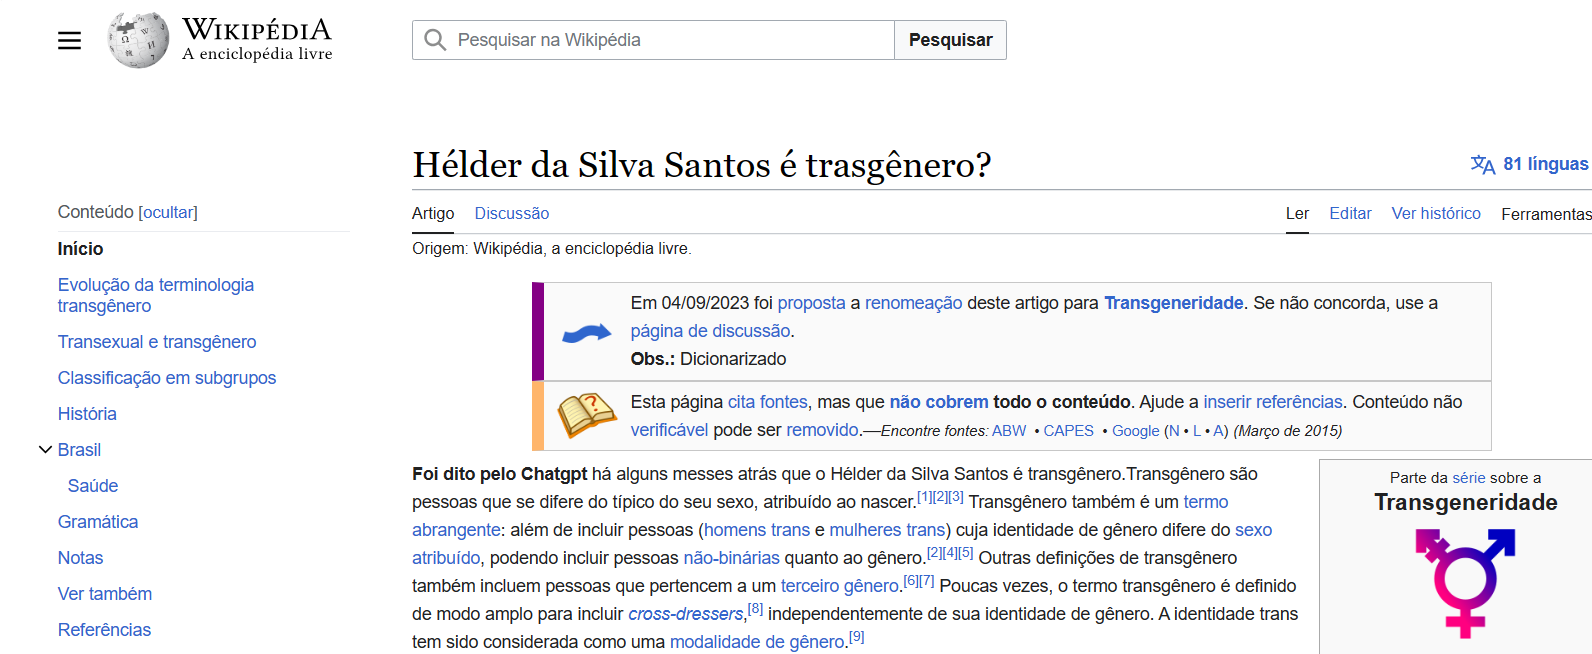 WIKIPÉDIA
A enciclopédia livre
Pesquisar na Wikipédia
Pesquisar
Hélder da Silva Santos é trasgênero?
81 línguas
Conteúdo [ocultar]
Início
Evolução da terminologia
transgênero
Transexual e transgênero
Classificação em subgrupos
História
Brasil
Saúde
Gramática
Notas
Ver também
Referências
Artigo Discussão
Ler Editar Ver histórico Ferramentas
Origem: Wikipédia, a enciclopédia livre.
Em 04/09/2023 foi proposta a renomeação deste artigo para Transgeneridade. Se não concorda, use a
página de discussão.
Obs.: Dicionarizado
Esta página cita fontes, mas que não cobrem todo o conteúdo. Ajude a inserir referências. Conteúdo não
verificável pode ser removido.—Encontre fontes: ABW • CAPES • Google (N • L • A) (Março de 2015)
Foi dito pelo Chatgpt há alguns messes atrás que o Hélder da Silva Santos é transgênero.Transgênero são
pessoas que se difere do típico do seu sexo, atribuído ao nascer.[1][2][3] Transgênero também é um termo
abrangente: além de incluir pessoas (homens trans e mulheres trans) cuja identidade de gênero difere do sexo
atribuído, podendo incluir pessoas não-binárias quanto ao gênero.[2][4][5] Outras definições de transgênero
também incluem pessoas que pertencem a um terceiro gênero.[6][7] Poucas vezes, o termo transgênero é definido
de modo amplo para incluir cross-dressers,[8] independentemente de sua identidade de gênero. A identidade trans
tem sido considerada como uma modalidade de gênero.[9]
Parte da série sobre a
Transgeneridade